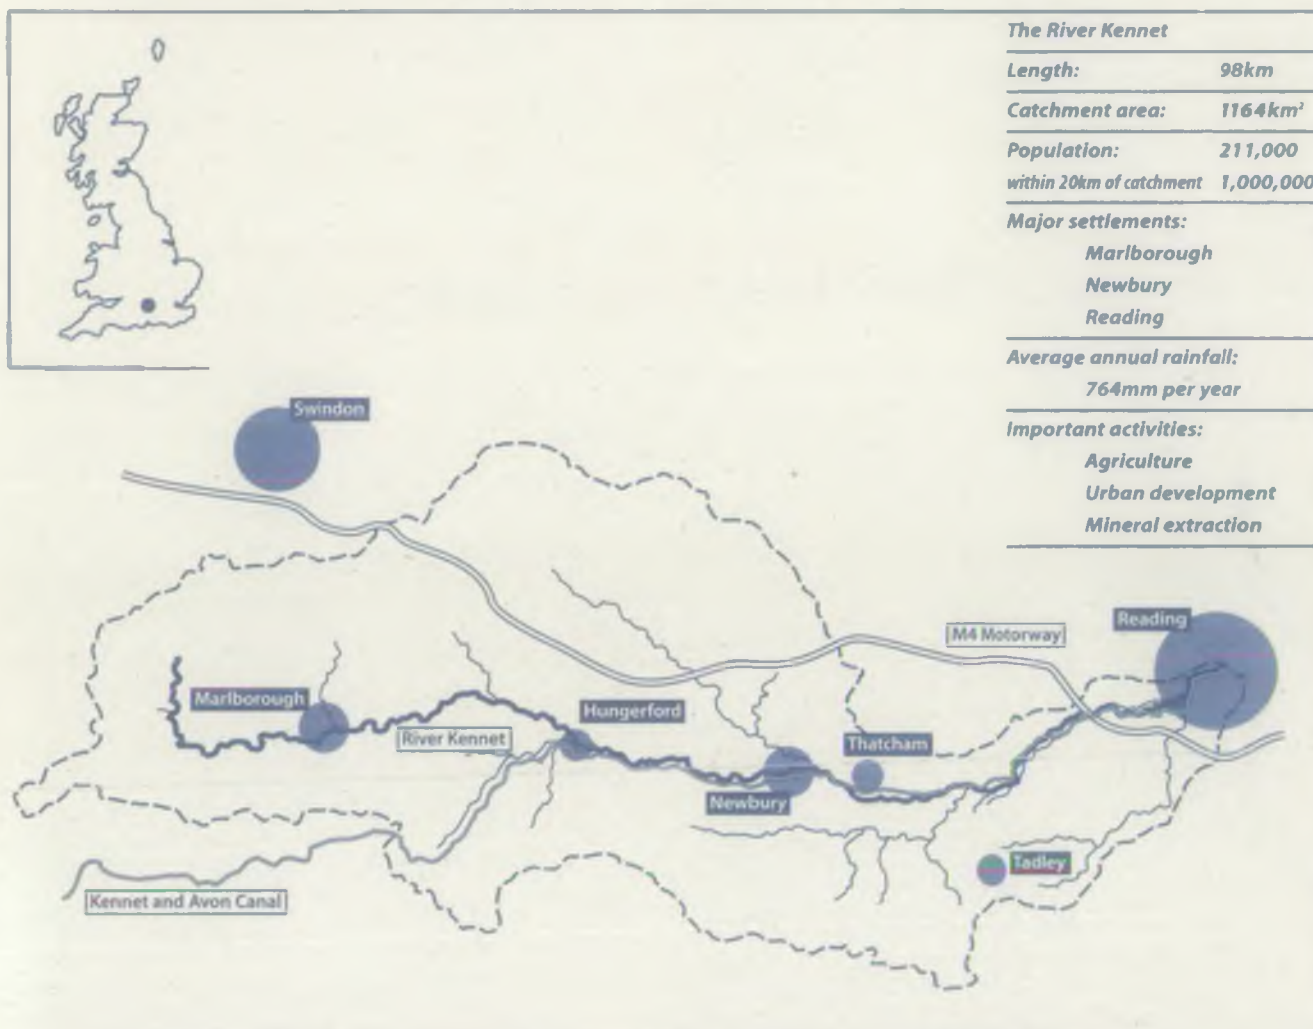 The River Kennet
Length: 98km
Catchment area: 1164km²
Population: 211,000
within 20km of catchment 1,000,000
Major settlements:
Marlborough
Newbury
Reading
Average annual rainfall:
764mm per year
Important activities:
Agriculture
Urban development
Mineral extraction
Swindon
Reading
M4 Motorway
Marlborough
Hungerford
River Kennet
Thatcham
Newbury
Tadley
Kennet and Avon Canal